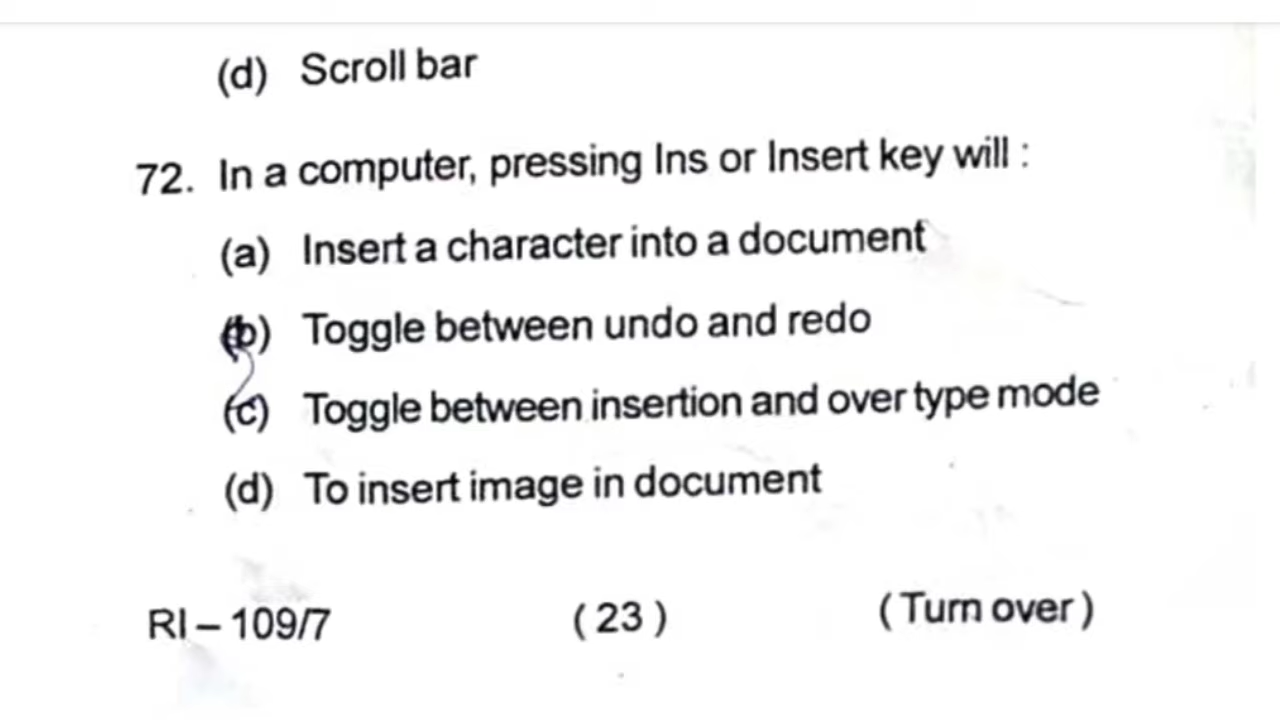 (d) Scroll bar
72. In a computer, pressing Ins or Insert key will :
(a) Insert a character into a document
(b) Toggle between undo and redo
(c) Toggle between insertion and over type mode
(d) To insert image in document
RI – 109/7 ( 23 ) ( Turn over )